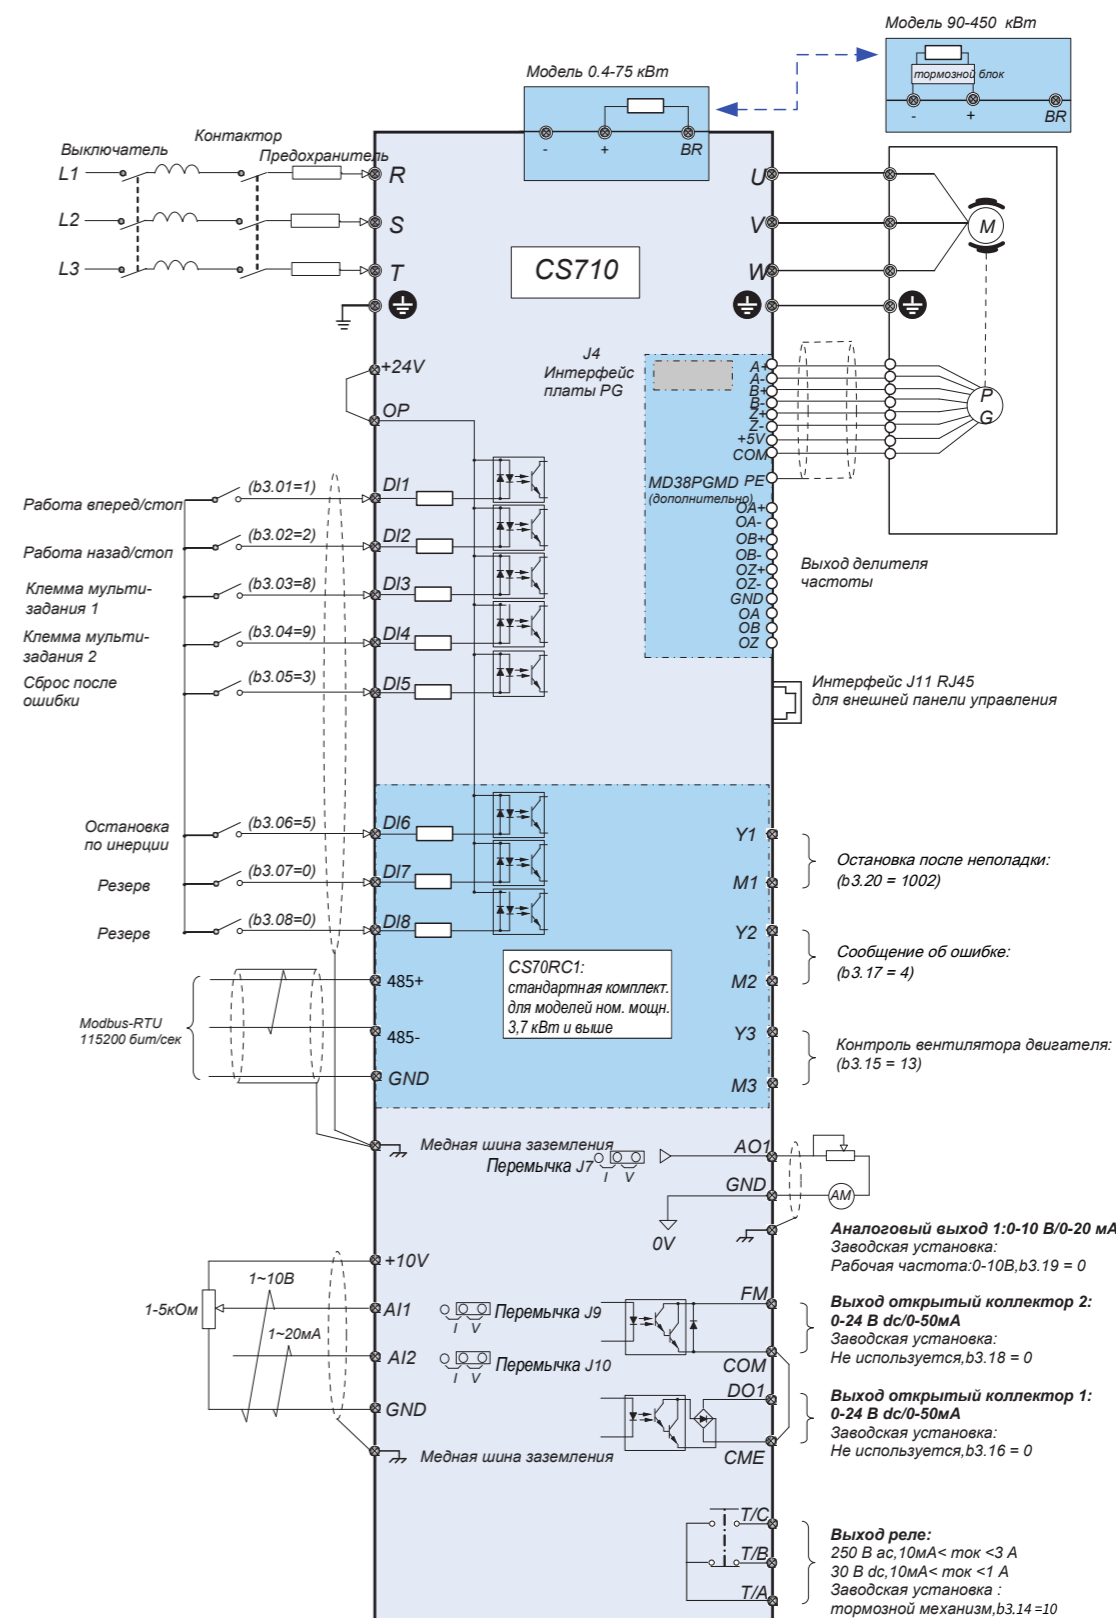 Модель 90-450 кВт
тормозной блок
- + BR
Модель 0.4-75 кВт
- + BR
Выключатель
Контактор
Предохранитель
L1
L2
L3
R
S
T
CS710
U
V
W
M
+24V
OP
J4
Интерфейс
платы PG
A+
A-
B+
B-
Z+
Z-
+5V
COM
MD38PGMD PE
(дополнительно)
OA+
OA-
OB+
OB-
OZ+
OZ-
GND
OA
OB
OZ
P
G
Выход делителя
частоты
Интерфейс J11 RJ45
для внешней панели управления
Работа вперед/стоп
(b3.01=1)
DI1
Работа назад/стоп
(b3.02=2)
DI2
Клемма мульти-
задания 1
(b3.03=8)
DI3
Клемма мульти-
задания 2
(b3.04=9)
DI4
Сброс после
ошибки
(b3.05=3)
DI5
Остановка
по инерции
(b3.06=5)
DI6
Резерв
(b3.07=0)
DI7
Резерв
(b3.08=0)
DI8
CS70RC1:
стандартная комплект.
для моделей ном. мощн.
3,7 кВт и выше
Y1
M1
Остановка после неполадки:
(b3.20 = 1002)
Y2
M2
Сообщение об ошибке:
(b3.17 = 4)
Y3
M3
Контроль вентилятора двигателя:
(b3.15 = 13)
Modbus-RTU
115200 бит/сек
485+
485-
GND
Медная шина заземления
Перемычка J7
I V
AO1
GND
0V
AM
Аналоговый выход 1:0-10 В/0-20 мА
Заводская установка:
Рабочая частота:0-10В,b3.19 = 0
+10V
1~10В
1-5кОм
AI1
I V
Перемычка J9
1~20мА
AI2
I V
Перемычка J10
GND
Медная шина заземления
FM
COM
Выход открытый коллектор 2:
0-24 В dc/0-50мА
Заводская установка:
Не используется,b3.18 = 0
DO1
CME
Выход открытый коллектор 1:
0-24 В dc/0-50мА
Заводская установка:
Не используется,b3.16 = 0
T/C
T/B
T/A
Выход реле:
250 В ac,10мА< ток <3 А
30 В dc,10мА< ток <1 А
Заводская установка :
тормозной механизм,b3.14 =10